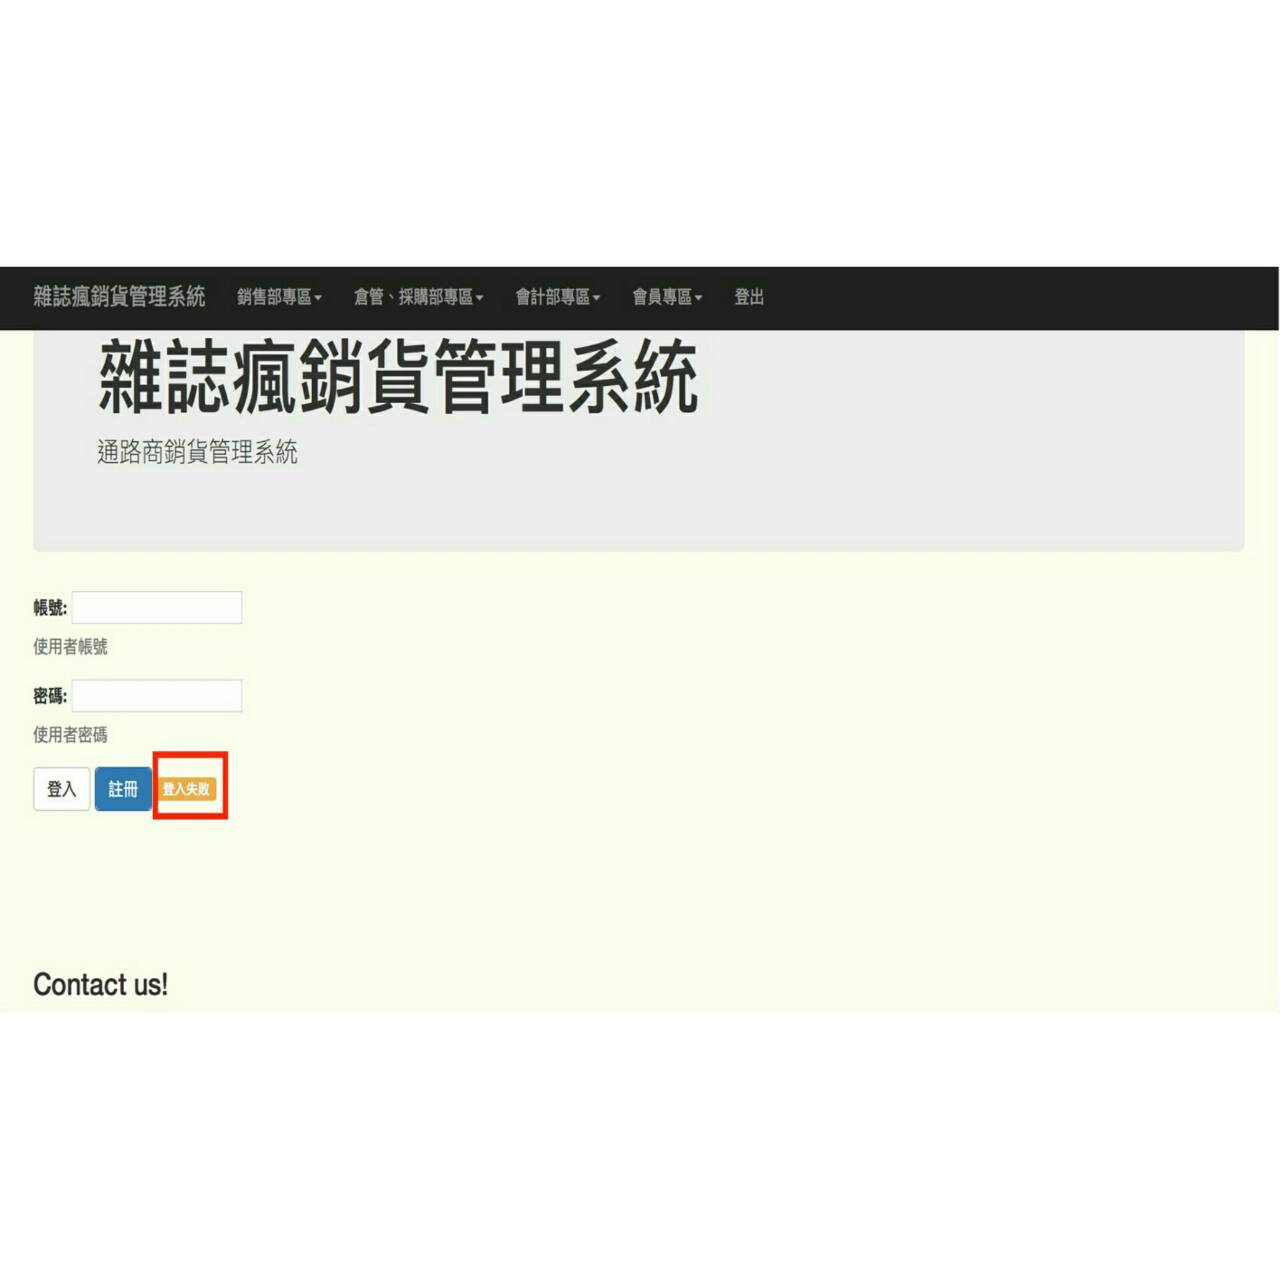 雜誌瘋銷貨管理系統 銷售部專區 倉管、採購部專區 會計部專區 會員專區 登出
雜誌瘋銷貨管理系統
通路商銷貨管理系統
帳號:
使用者帳號
密碼:
使用者密碼
登入 註冊 登入失敗
Contact us!